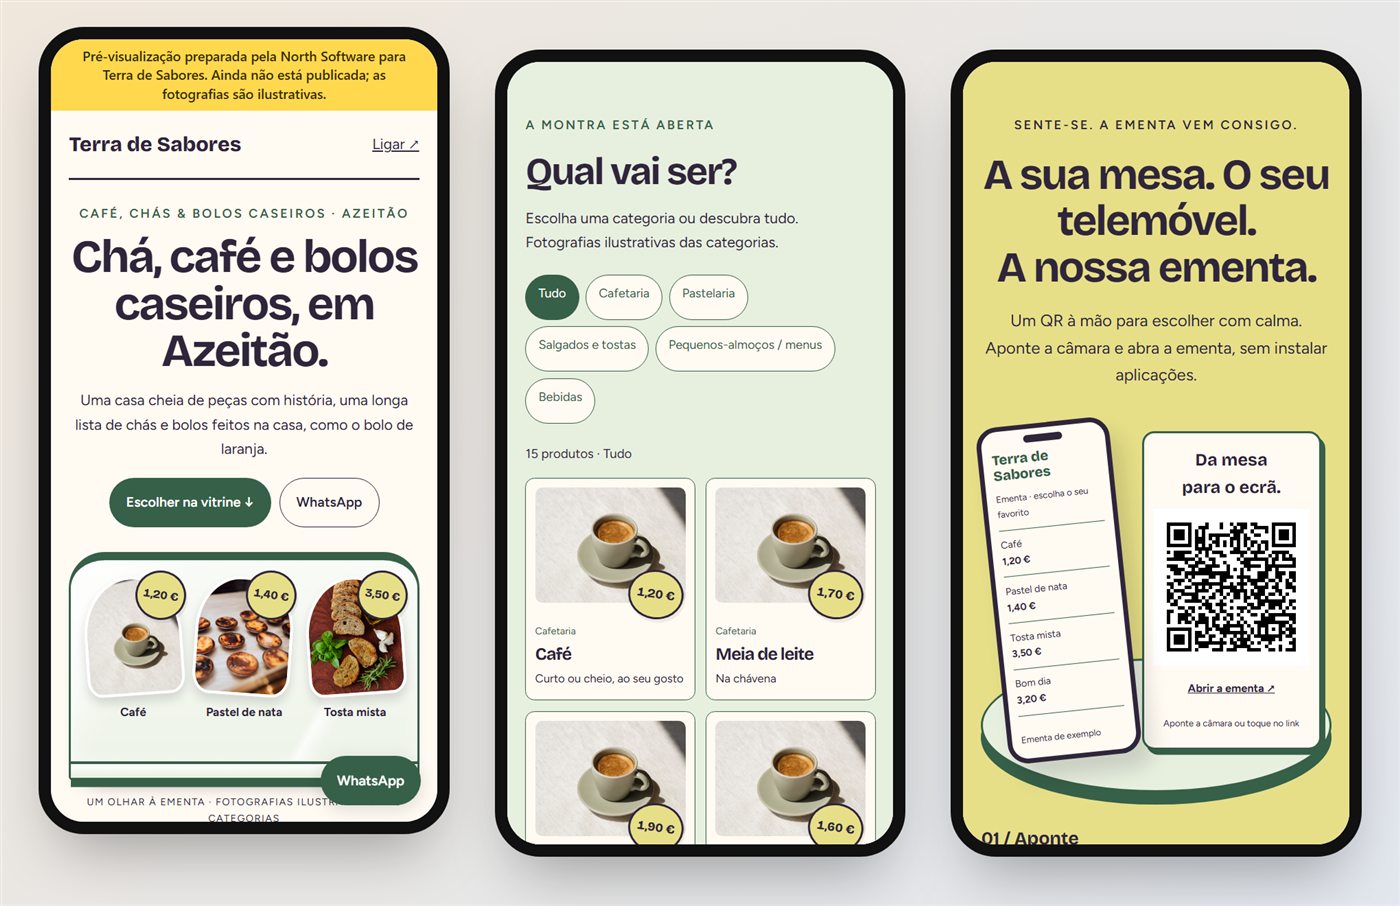 Pré-visualização preparada pela North Software para
Terra de Sabores. Ainda não está publicada; as
fotografias são ilustrativas.
Terra de Sabores
Ligar ↗
CAFÉ, CHÁS & BOLOS CASEIROS · AZEITÃO
Chá, café e bolos
caseiros, em
Azeitão.
Uma casa cheia de peças com história, uma longa
lista de chás e bolos feitos na casa, como o bolo de
laranja.
Escolher na vitrine ↓
WhatsApp
1,20 €
1,40 €
3,50 €
Café
Pastel de nata
Tosta mista
WhatsApp
UM OLHAR À EMENTA · FOTOGRAFIAS
CATEGORIAS
A MONTRA ESTÁ ABERTA
Qual vai ser?
Escolha uma categoria ou descubra tudo.
Fotografias ilustrativas das categorias.
Tudo
Cafetaria
Pastelaria
Salgados e tostas
Pequenos-almoços / menus
Bebidas
15 produtos · Tudo
1,20 €
Cafetaria
Café
Curto ou cheio, ao seu gosto
1,70 €
Cafetaria
Meia de leite
Na chávena
1,90 €
1,60 €
SENTE-SE. A EMENTA VEM CONSIGO.
A sua mesa. O seu
telemóvel.
A nossa ementa.
Um QR à mão para escolher com calma.
Aponte a câmara e abra a ementa, sem instalar
aplicações.
Terra de
Sabores
Ementa · escolha o seu
favorito
Café
1,20 €
Pastel de nata
1,40 €
Tosta mista
3,50 €
Bom dia
3,20 €
Ementa de exemplo
Da mesa
para o ecrã.
Abrir a ementa ↗
Aponte a câmara ou toque no link
01 / Aponte